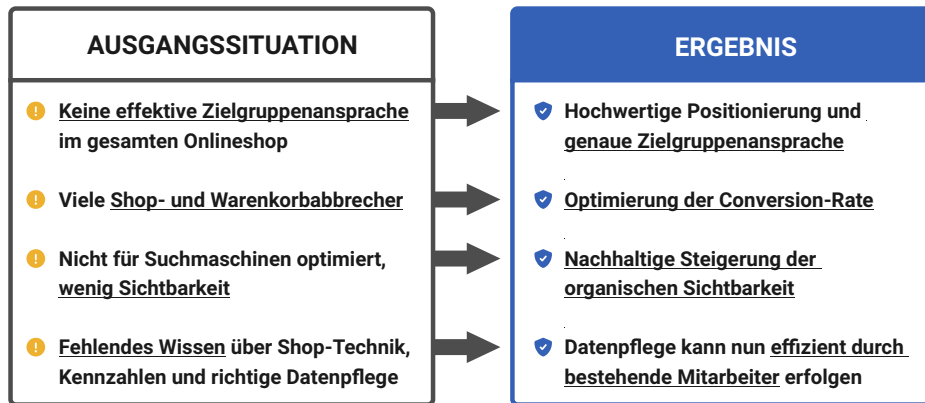 AUSGANGSSITUATION
Keine effektive Zielgruppenansprache
im gesamten Onlineshop
Viele Shop- und Warenkorbabbrecher
Nicht für Suchmaschinen optimiert,
wenig Sichtbarkeit
Fehlendes Wissen über Shop-Technik,
Kennzahlen und richtige Datenpflege
ERGEBNIS
Hochwertige Positionierung und
genaue Zielgruppenansprache
Optimierung der Conversion-Rate
Nachhaltige Steigerung der
organischen Sichtbarkeit
Datenpflege kann nun effizient durch
bestehende Mitarbeiter erfolgen